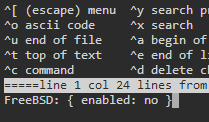 ^[ (escape) menu ^y search p
^o ascii code ^x search
^u end of file ^a begin of
^t top of text ^e end of li
^c command ^d delete ch
=====line 1 col 24 lines from
FreeBSD: { enabled: no }